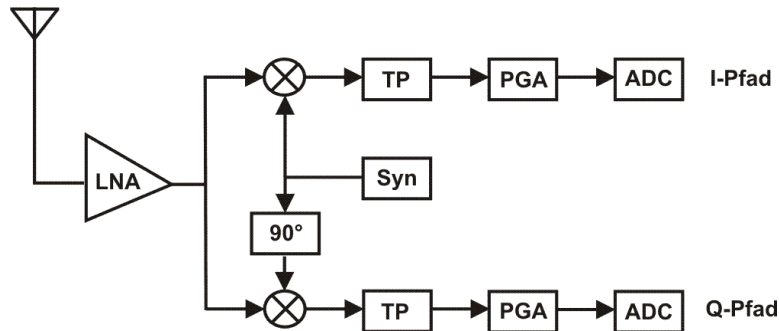 TP PGA ADC I-Pfad
LNA
Syn
90°
TP PGA ADC Q-Pfad